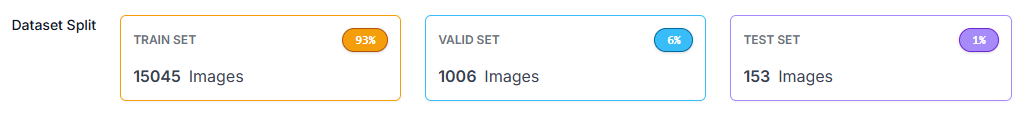 Dataset Split
TRAIN SET 93%
15045 Images
VALID SET 6%
1006 Images
TEST SET 1%
153 Images